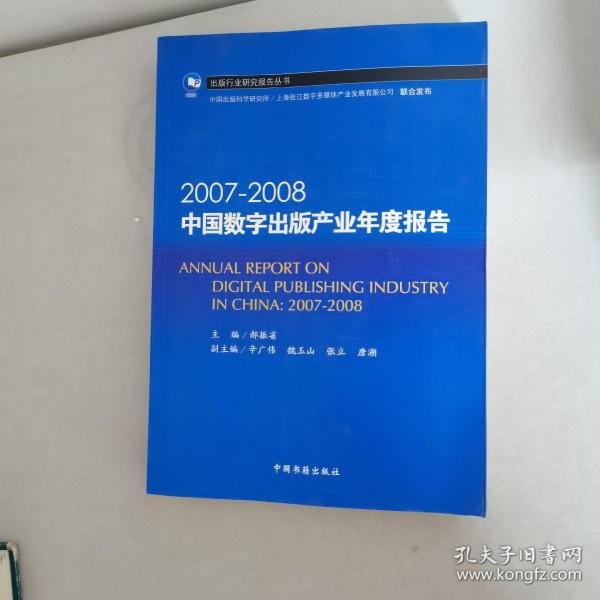 出版行业研究报告丛书
中国出版科学研究所/上海张江数字多媒体产业发展有限公司 联合发布
2007-2008
中国数字出版产业年度报告
ANNUAL REPORT ON
DIGITAL PUBLISHING INDUSTRY
IN CHINA: 2007-2008
主 编/郝振省
副主编/辛广伟 魏玉山 张立 唐溯
中国书籍出版社
孔夫子旧书网
www.kongfz.com